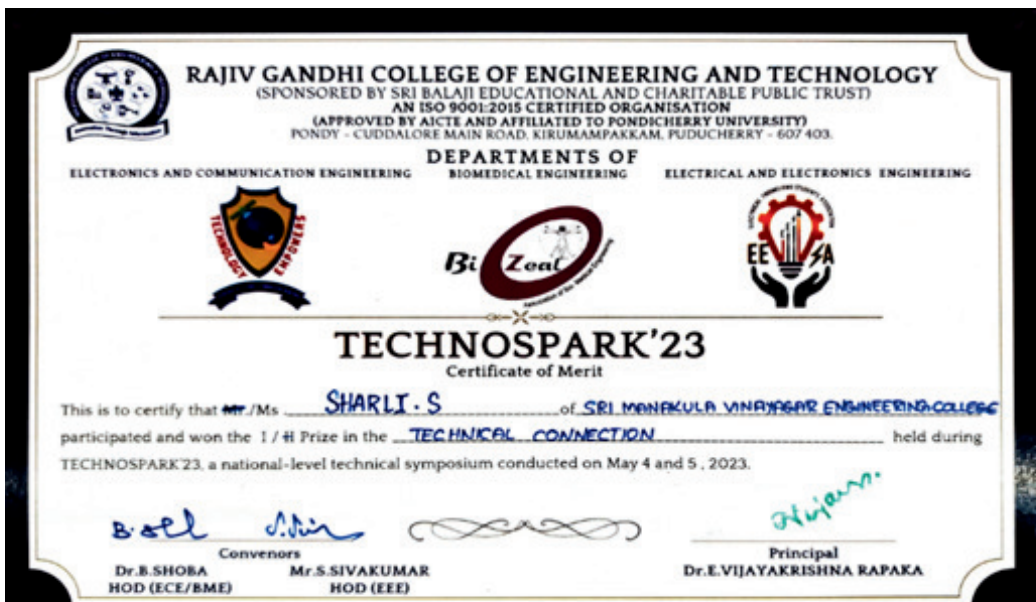 RAJIV GANDHI COLLEGE OF ENGINEERING AND TECHNOLOGY
(SPONSORED BY SRI BALAJI EDUCATIONAL AND CHARITABLE PUBLIC TRUST)
AN ISO 9001:2015 CERTIFIED ORGANISATION
(APPROVED BY AICTE AND AFFILIATED TO PONDICHERRY UNIVERSITY)
PONDY - CUDDALORE MAIN ROAD, KIRUMAMPAKKAM, PUDUCHERRY - 607 403.
DEPARTMENTS OF
ELECTRONICS AND COMMUNICATION ENGINEERING BIOMEDICAL ENGINEERING ELECTRICAL AND ELECTRONICS ENGINEERING
TECHNOLOGY EMPOWERS
Bi Zeal
EE SA
TECHNOSPARK'23
Certificate of Merit
This is to certify that Mr./Ms SHARLI.S of SRI MANAKULA VINAYAGAR ENGINEERING COLLEGE
participated and won the I / II Prize in the TECHNICAL CONNECTION held during
TECHNOSPARK'23, a national-level technical symposium conducted on May 4 and 5, 2023.
Convenors Principal
Dr.B.SHOBA Mr.S.SIVAKUMAR Dr.E.VIJAYAKRISHNA RAPAKA
HOD (ECE/BME) HOD (EEE)